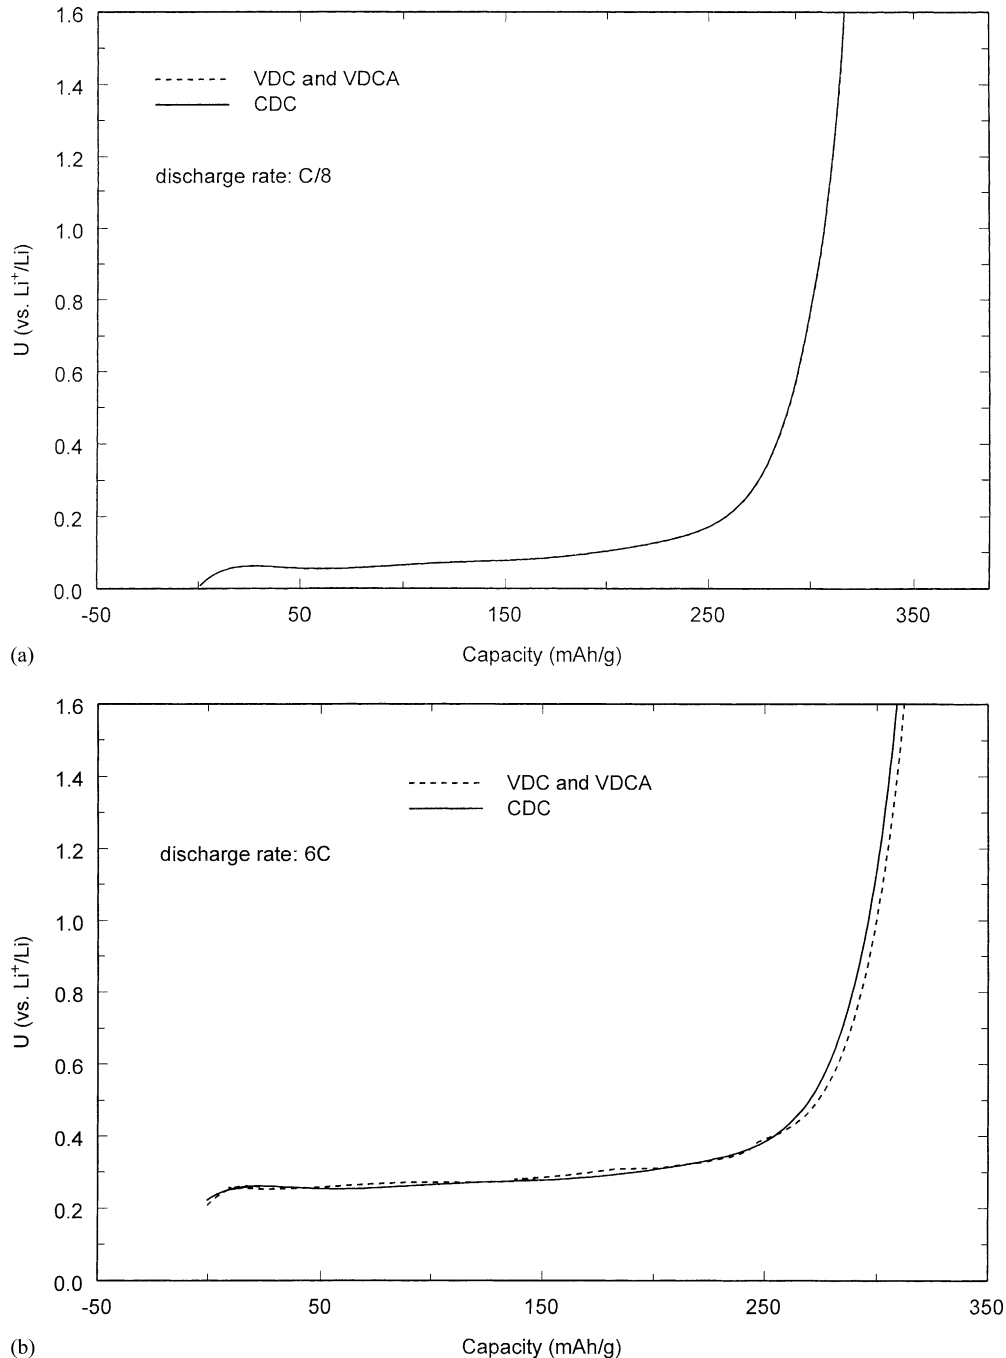 1.6
VDC and VDCA
1.4
CDC
1.2
discharge rate: C/8
1.0
U (vs. Li⁺/Li)
0.8
0.6
0.4
0.2
0.0
-50 50 150 250 350
(a)
Capacity (mAh/g)
1.6
1.4
VDC and VDCA
CDC
1.2
discharge rate: 6C
1.0
U (vs. Li⁺/Li)
0.8
0.6
0.4
0.2
0.0
-50 50 150 250 350
(b)
Capacity (mAh/g)